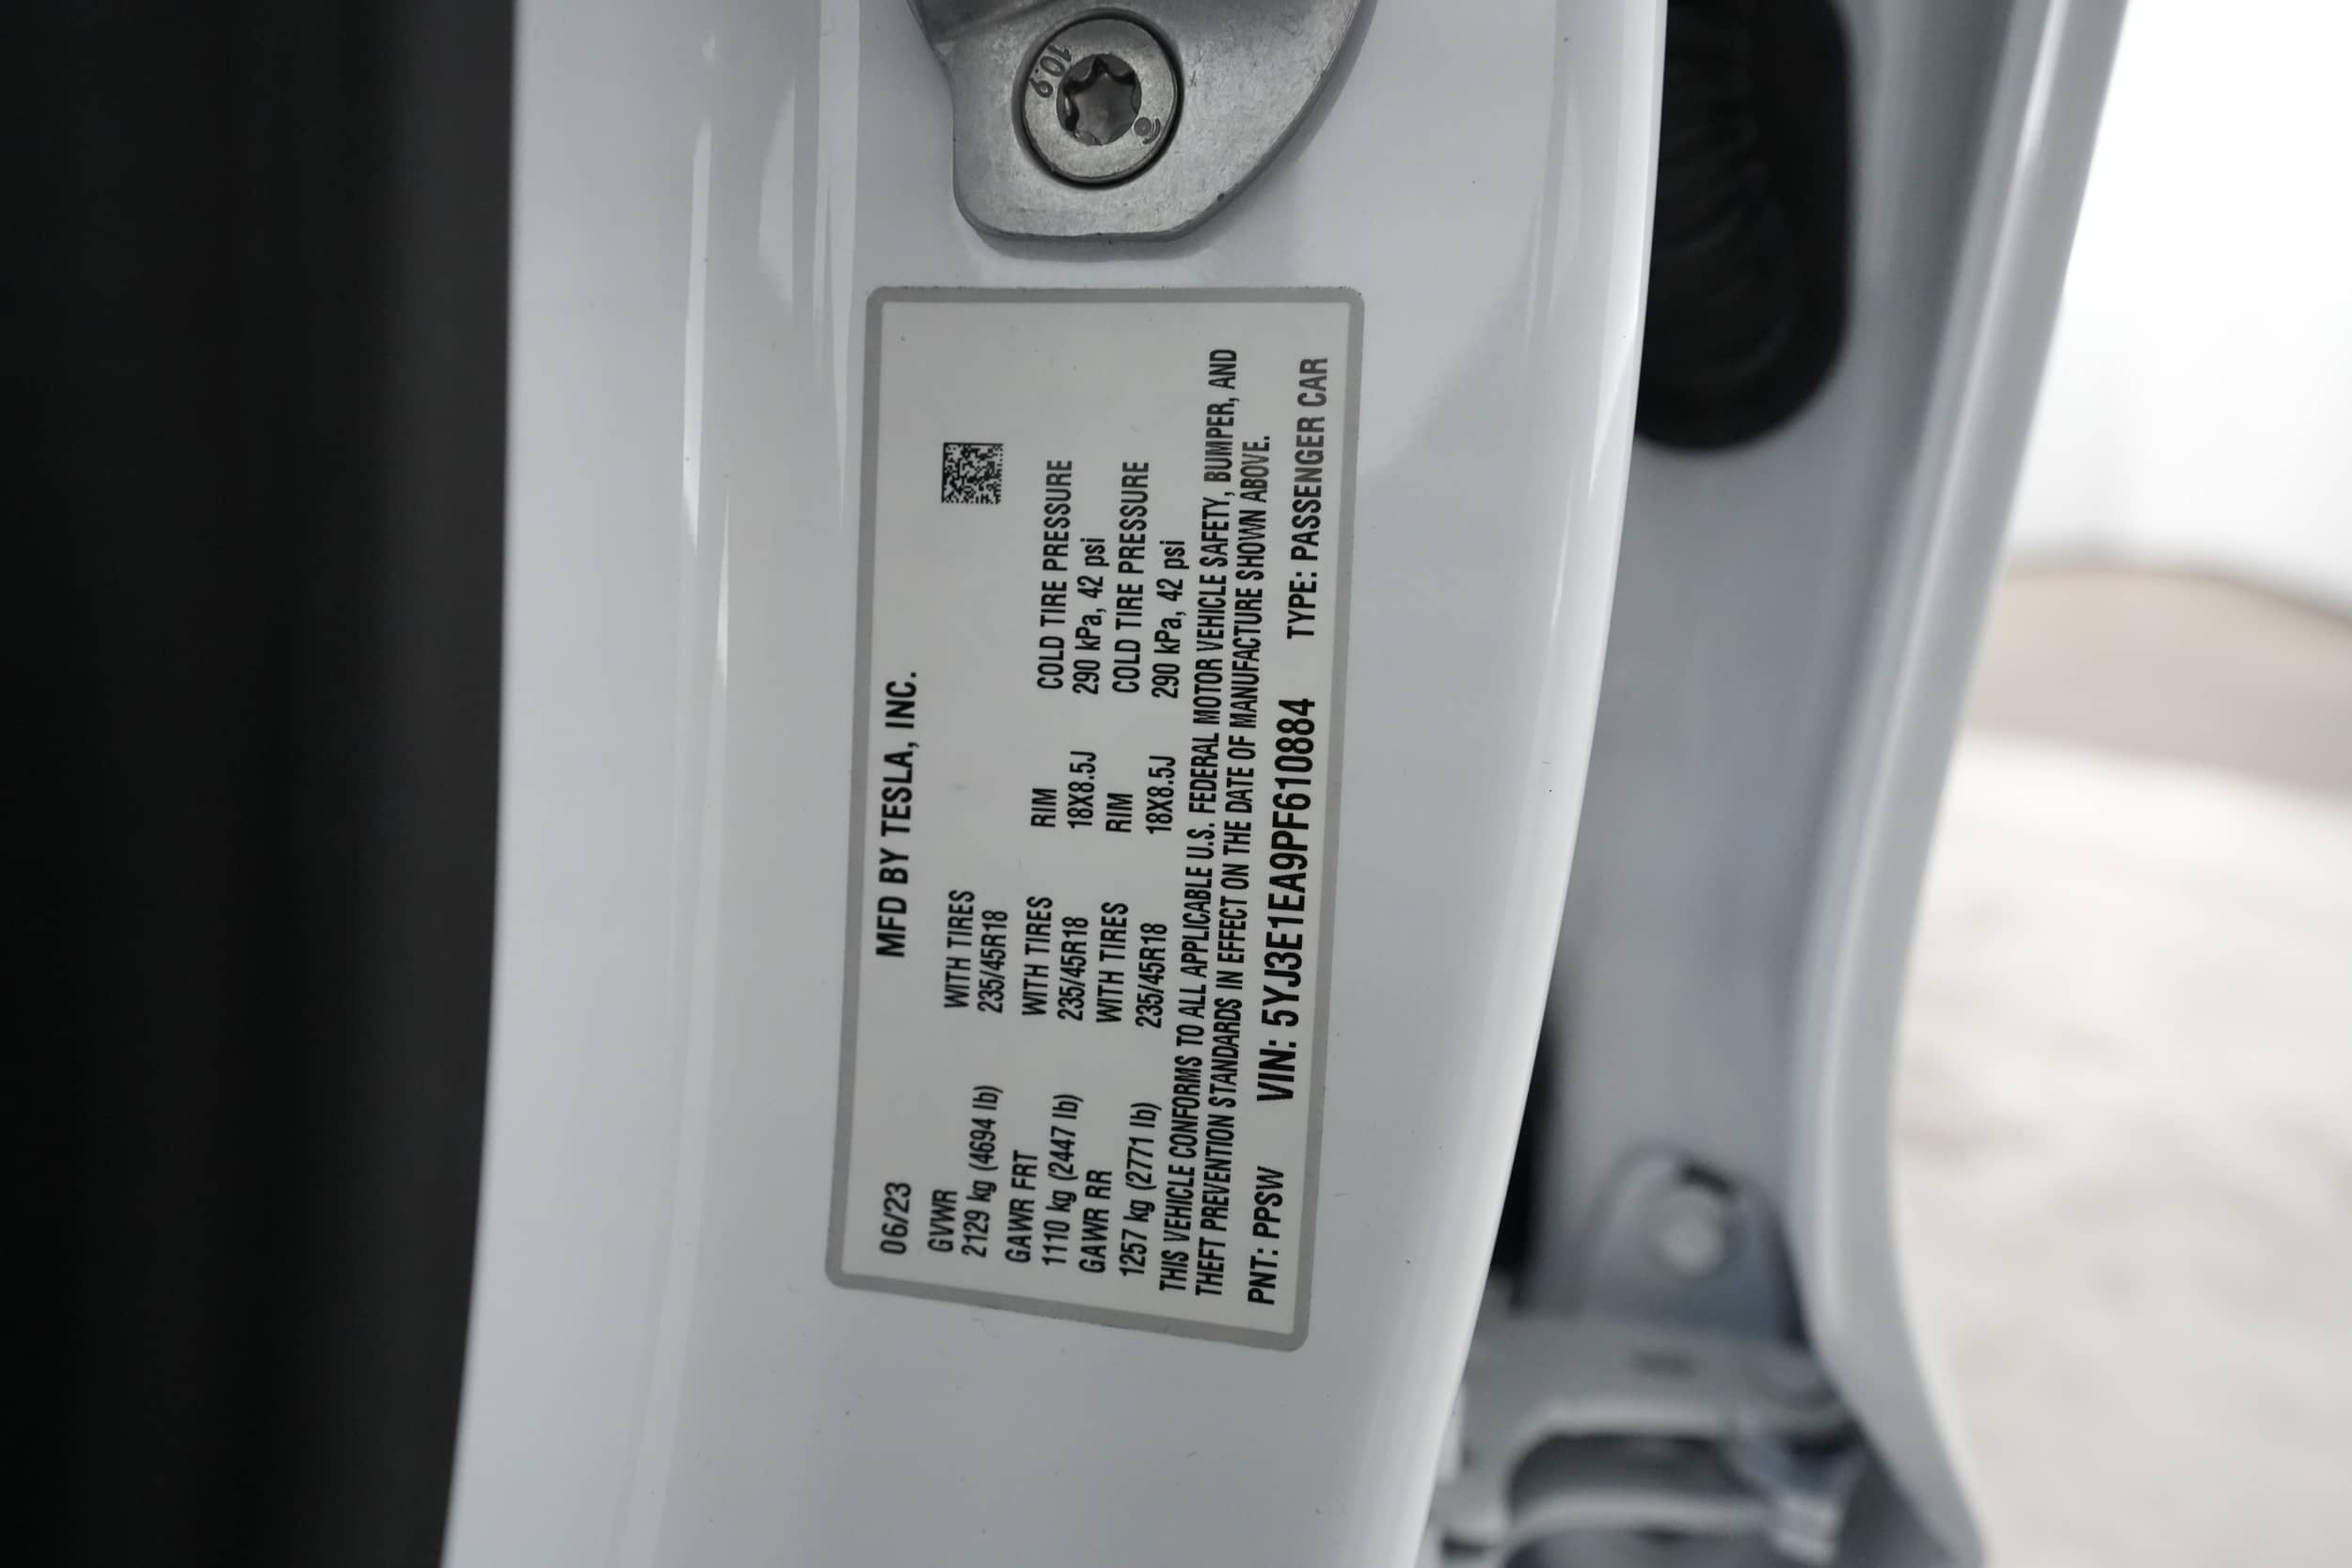 10.9
06/23 MFD BY TESLA, INC.
GVWR WITH TIRES
2129 kg (4694 lb) 235/45R18
GAWR FRT WITH TIRES RIM COLD TIRE PRESSURE
1110 kg (2447 lb) 235/45R18 18X8.5J 290 kPa, 42 psi
GAWR RR WITH TIRES RIM COLD TIRE PRESSURE
1257 kg (2771 lb) 235/45R18 18X8.5J 290 kPa, 42 psi
THIS VEHICLE CONFORMS TO ALL APPLICABLE U.S. FEDERAL MOTOR VEHICLE SAFETY, BUMPER, AND
THEFT PREVENTION STANDARDS IN EFFECT ON THE DATE OF MANUFACTURE SHOWN ABOVE.
PNT: PPSW VIN: 5YJ3E1EA9PF610884 TYPE: PASSENGER CAR